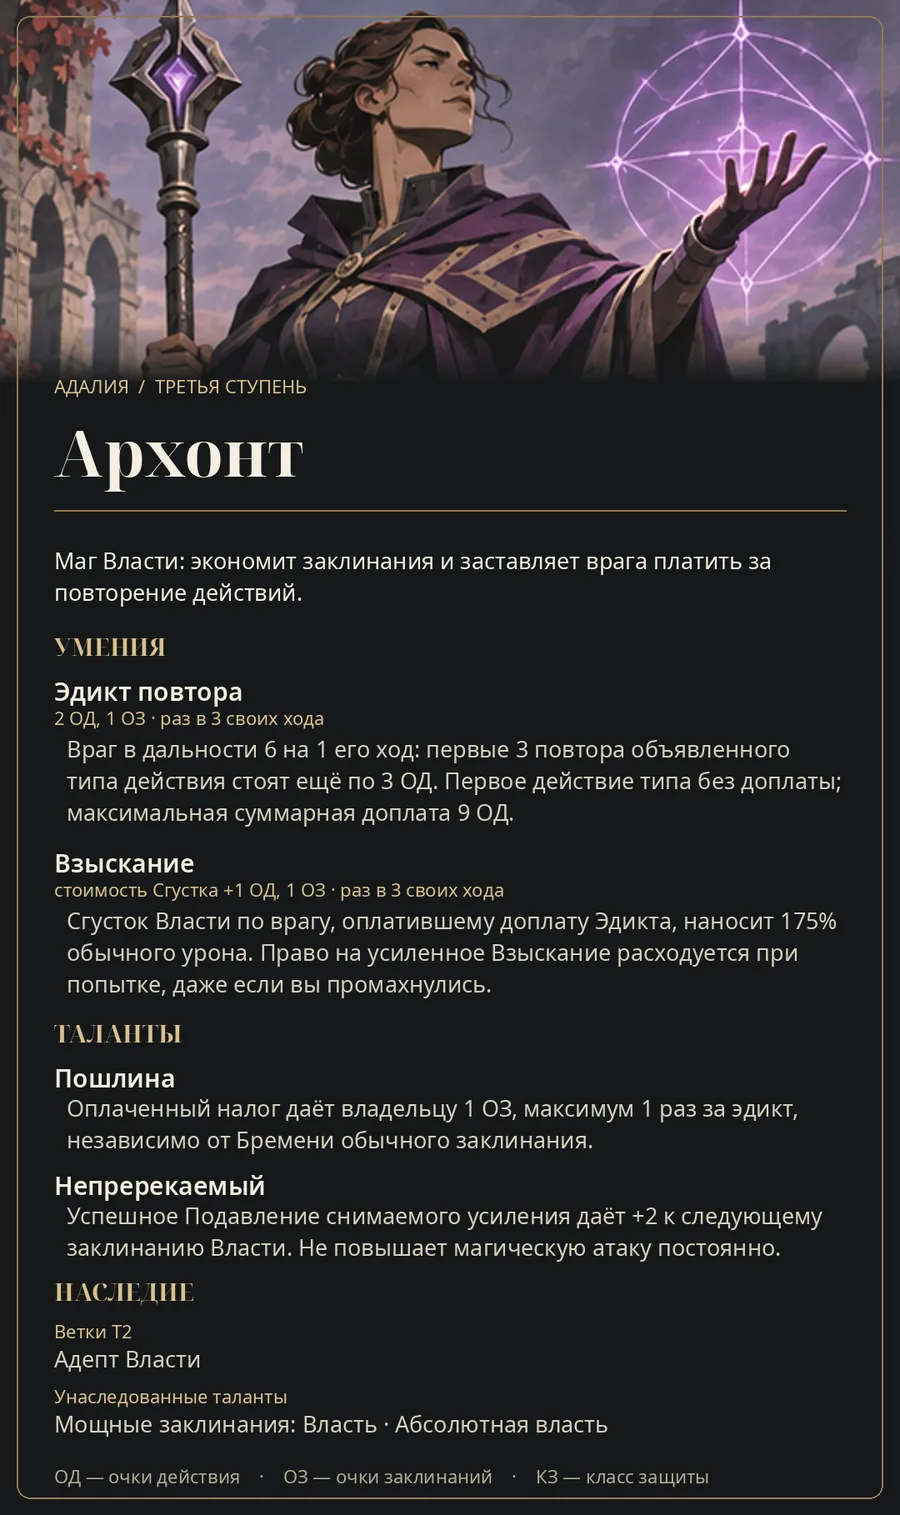 АДАЛИЯ / ТРЕТЬЯ СТУПЕНЬ
Архонт
Маг Власти: экономит заклинания и заставляет врага платить за
повторение действий.
УМЕНИЯ
Эдикт повтора
2 ОД, 1 ОЗ · раз в 3 своих хода
Враг в дальности 6 на 1 его ход: первые 3 повтора объявленного
типа действия стоят ещё по 3 ОД. Первое действие типа без доплаты;
максимальная суммарная доплата 9 ОД.
Взыскание
стоимость Сгустка +1 ОД, 1 ОЗ · раз в 3 своих хода
Сгусток Власти по врагу, оплатившему доплату Эдикта, наносит 175%
обычного урона. Право на усиленное Взыскание расходуется при
попытке, даже если вы промахнулись.
ТАЛАНТЫ
Пошлина
Оплаченный налог даёт владельцу 1 ОЗ, максимум 1 раз за эдикт,
независимо от Бремени обычного заклинания.
Непререкаемый
Успешное Подавление снимаемого усиления даёт +2 к следующему
заклинанию Власти. Не повышает магическую атаку постоянно.
НАСЛЕДИЕ
Ветки Т2
Адепт Власти
Унаследованные таланты
Мощные заклинания: Власть · Абсолютная власть
ОД — очки действия · ОЗ — очки заклинаний · КЗ — класс защиты